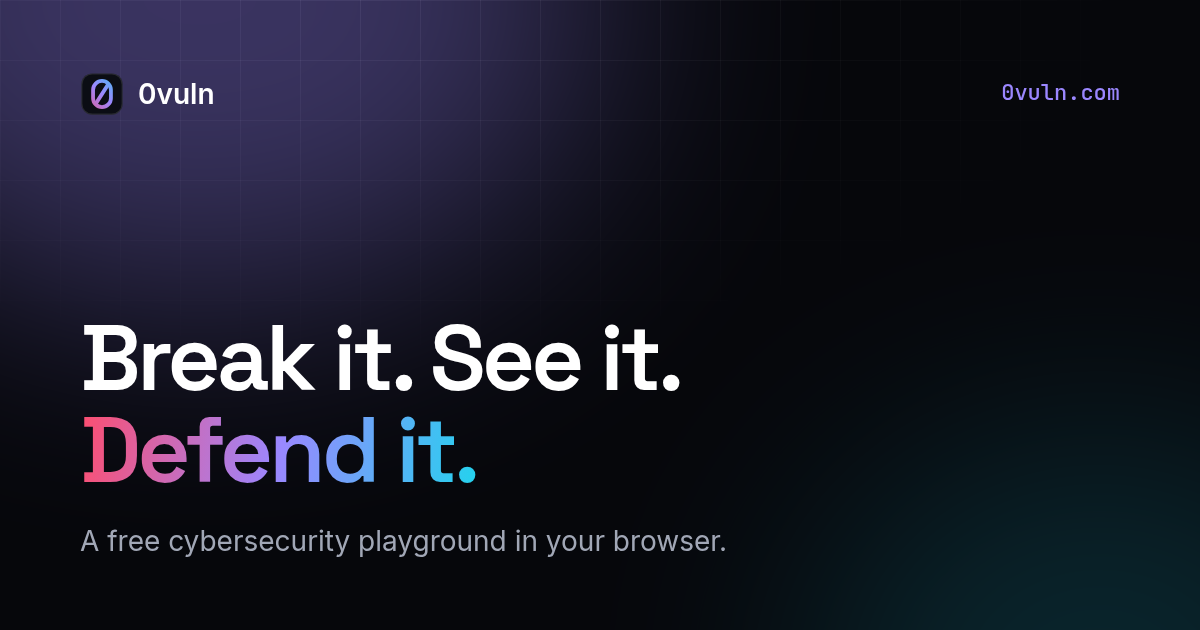 0vuln
0vuln.com
Break it. See it.
Defend it.
A free cybersecurity playground in your browser.